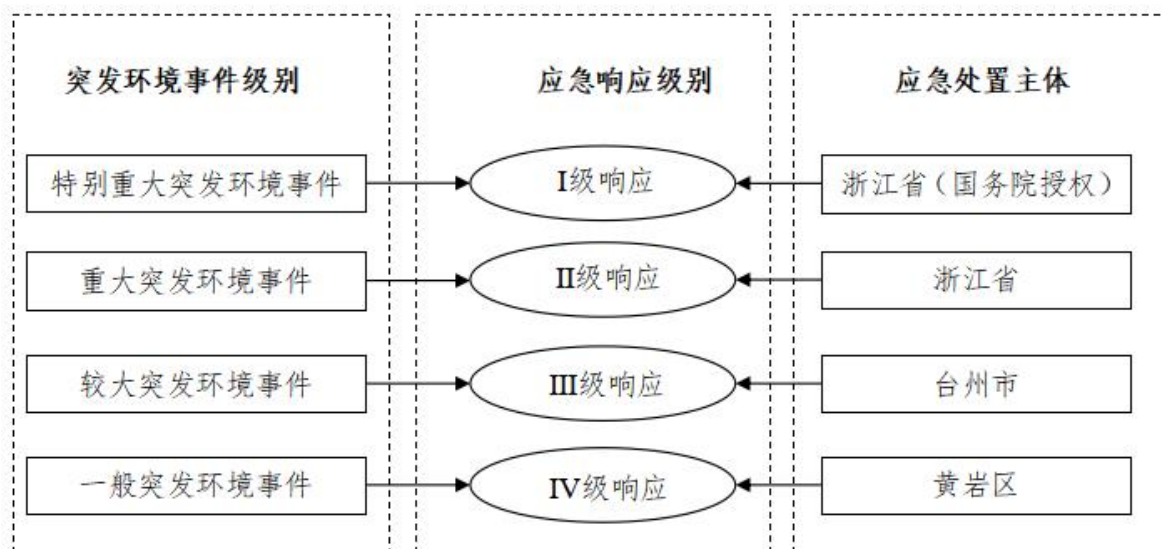 突发环境事件级别
应急响应级别
应急处置主体
特别重大突发环境事件
I级响应
浙江省（国务院授权）
重大突发环境事件
II级响应
浙江省
较大突发环境事件
III级响应
台州市
一般突发环境事件
IV级响应
黄岩区